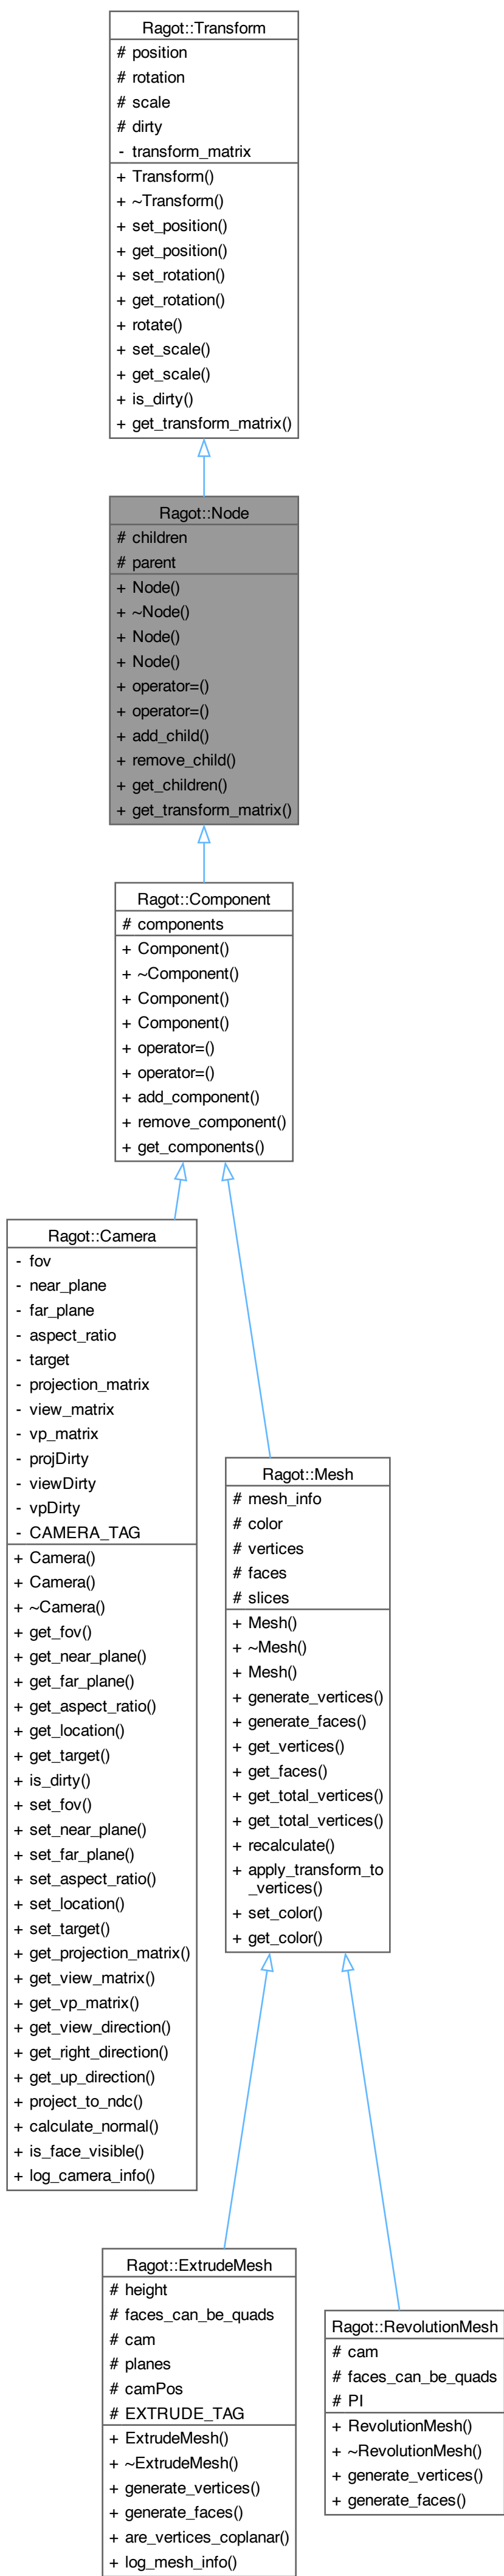 Ragot::Transform
# position
# rotation
# scale
# dirty
- transform_matrix
+ Transform()
+ ~Transform()
+ set_position()
+ get_position()
+ set_rotation()
+ get_rotation()
+ rotate()
+ set_scale()
+ get_scale()
+ is_dirty()
+ get_transform_matrix()
Ragot::Node
# children
# parent
+ Node()
+ ~Node()
+ Node()
+ Node()
+ operator=()
+ operator=()
+ add_child()
+ remove_child()
+ get_children()
+ get_transform_matrix()
Ragot::Component
# components
+ Component()
+ ~Component()
+ Component()
+ Component()
+ operator=()
+ operator=()
+ add_component()
+ remove_component()
+ get_components()
Ragot::Camera
- fov
- near_plane
- far_plane
- aspect_ratio
- target
- projection_matrix
- view_matrix
- vp_matrix
- projDirty
- viewDirty
- vpDirty
- CAMERA_TAG
+ Camera()
+ Camera()
+ ~Camera()
+ get_fov()
+ get_near_plane()
+ get_far_plane()
+ get_aspect_ratio()
+ get_location()
+ get_target()
+ is_dirty()
+ set_fov()
+ set_near_plane()
+ set_far_plane()
+ set_aspect_ratio()
+ set_location()
+ set_target()
+ get_projection_matrix()
+ get_view_matrix()
+ get_vp_matrix()
+ get_view_direction()
+ get_right_direction()
+ get_up_direction()
+ project_to_ndc()
+ calculate_normal()
+ is_face_visible()
+ log_camera_info()
Ragot::Mesh
# mesh_info
# color
# vertices
# faces
# slices
+ Mesh()
+ ~Mesh()
+ Mesh()
+ generate_vertices()
+ generate_faces()
+ get_vertices()
+ get_faces()
+ get_total_vertices()
+ get_total_vertices()
+ recalculate()
+ apply_transform_to
_vertices()
+ set_color()
+ get_color()
Ragot::ExtrudeMesh
# height
# faces_can_be_quads
# cam
# planes
# camPos
# EXTRUDE_TAG
+ ExtrudeMesh()
+ ~ExtrudeMesh()
+ generate_vertices()
+ generate_faces()
+ are_vertices_coplanar()
+ log_mesh_info()
Ragot::RevolutionMesh
# cam
# faces_can_be_quads
# PI
+ RevolutionMesh()
+ ~RevolutionMesh()
+ generate_vertices()
+ generate_faces()